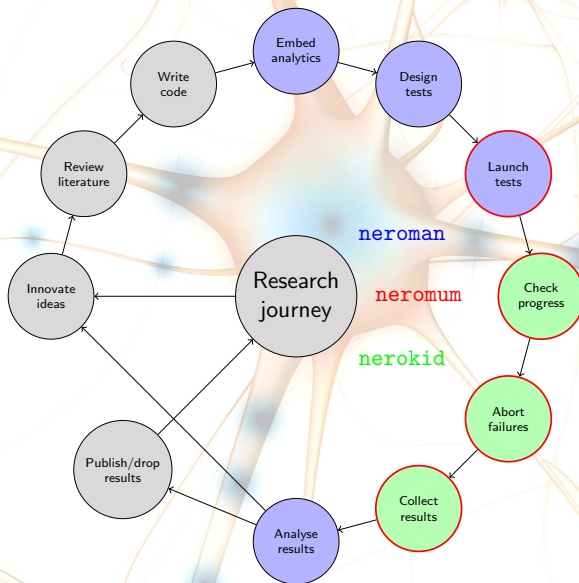 Embed
analytics
Write
code
Design
tests
Review
literature
Launch
tests
neroman
Research
journey
neromum
nerokid
Innovate
ideas
Check
progress
Abort
failures
Publish/drop
results
Collect
results
Analyse
results